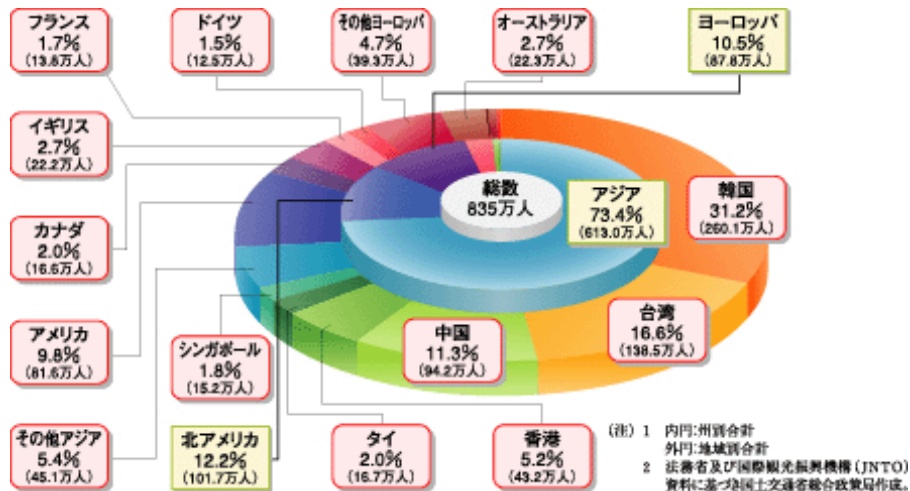 フランス
1.7%
(13.8万人)
ドイツ
1.5%
(12.5万人)
その他ヨーロッパ
4.7%
(39.3万人)
オーストラリア
2.7%
(22.3万人)
ヨーロッパ
10.5%
(87.8万人)
イギリス
2.7%
(22.2万人)
総数
835万人
アジア
73.4%
(613.0万人)
韓国
31.2%
(260.1万人)
カナダ
2.0%
(16.6万人)
アメリカ
9.8%
(81.6万人)
シンガポール
1.8%
(15.2万人)
中国
11.3%
(94.2万人)
台湾
16.6%
(138.5万人)
その他アジア
5.4%
(45.1万人)
北アメリカ
12.2%
(101.7万人)
タイ
2.0%
(16.7万人)
香港
5.2%
(43.2万人)
(注) 1 内円:州別合計
外円:地域別合計
2 法務省及び国際観光振興機構(JNTO)
資料に基づき国土交通省総合政策局作成。